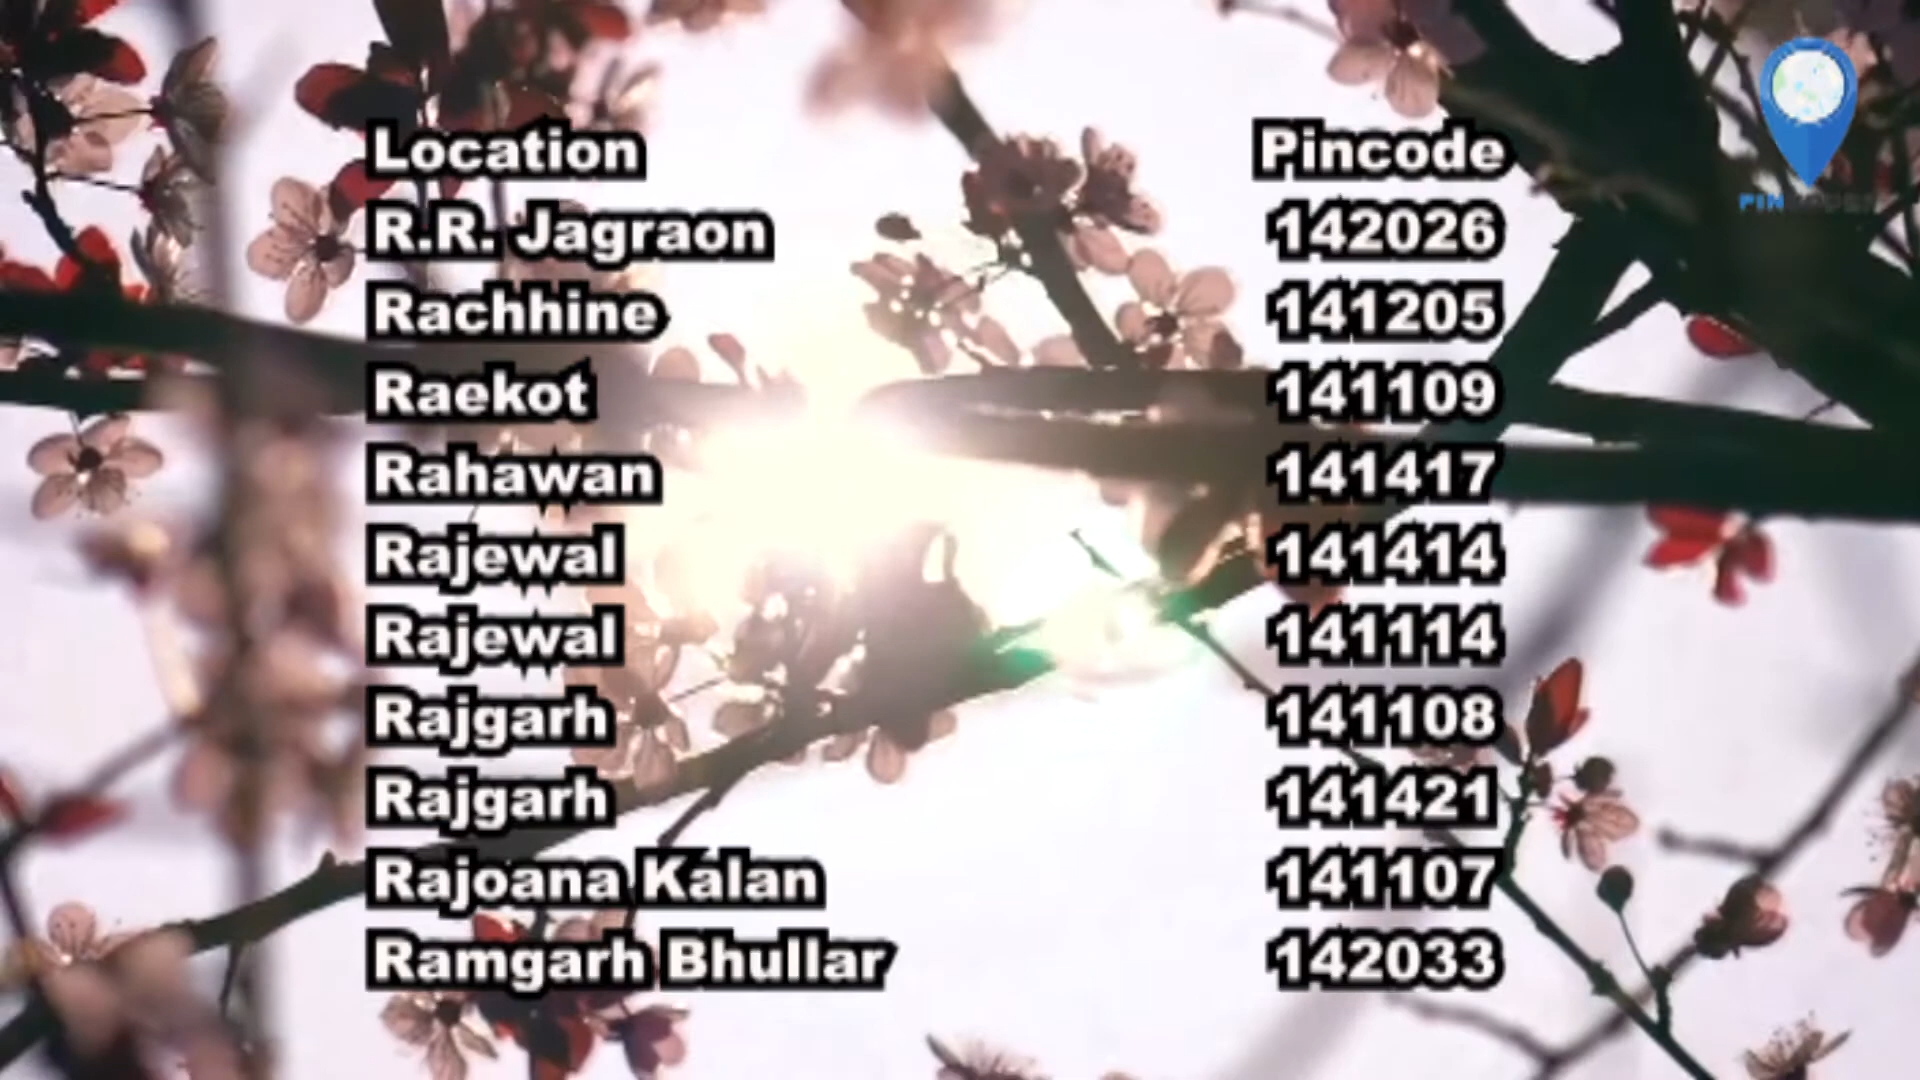 Location Pincode
R.R. Jagraon 142026
Rachhine 141205
Raekot 141109
Rahawan 141417
Rajewal 141414
Rajewal 141114
Rajgarh 141108
Rajgarh 141421
Rajoana Kalan 141107
Ramgarh Bhullar 142033